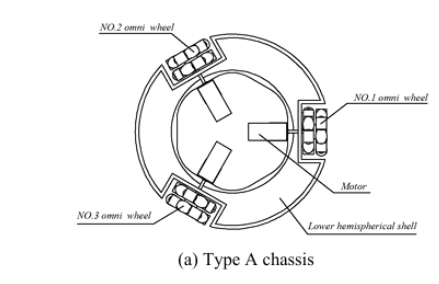 NO.2 omni wheel
NO.1 omni wheel
Motor
NO.3 omni wheel
Lower hemispherical shell
(a) Type A chassis